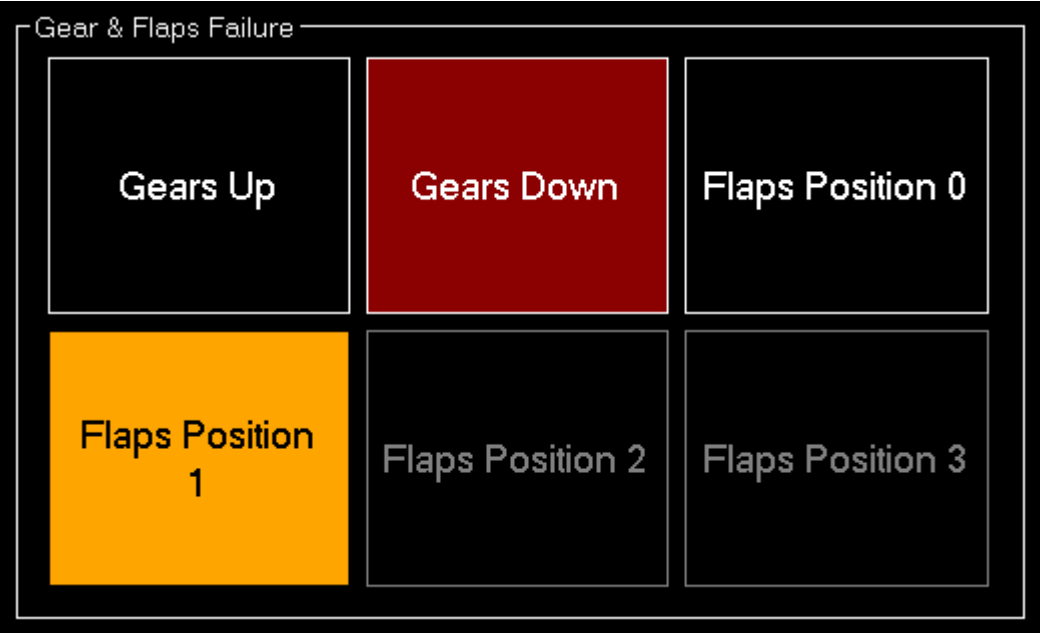 Gear & Flaps Failure
Gears Up
Gears Down
Flaps Position 0
Flaps Position
1
Flaps Position 2
Flaps Position 3